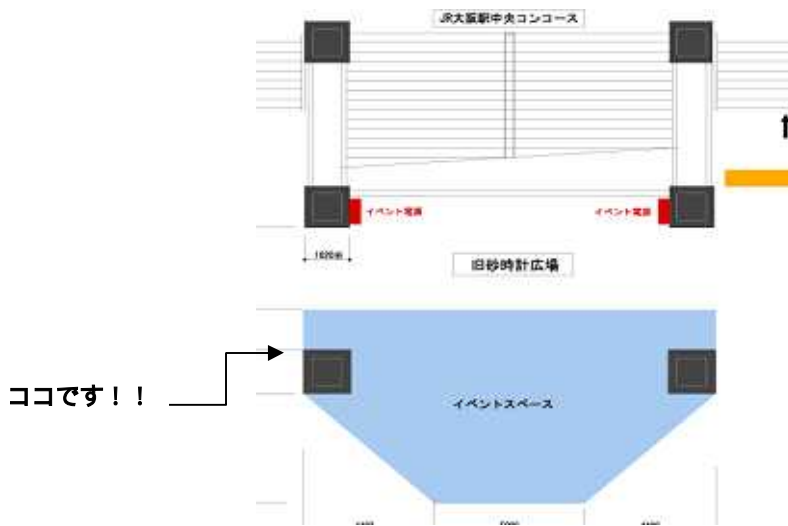 JR大阪駅中央コンコース
イベント電源
イベント電源
旧砂時計広場
ココです！！
イベントスペース